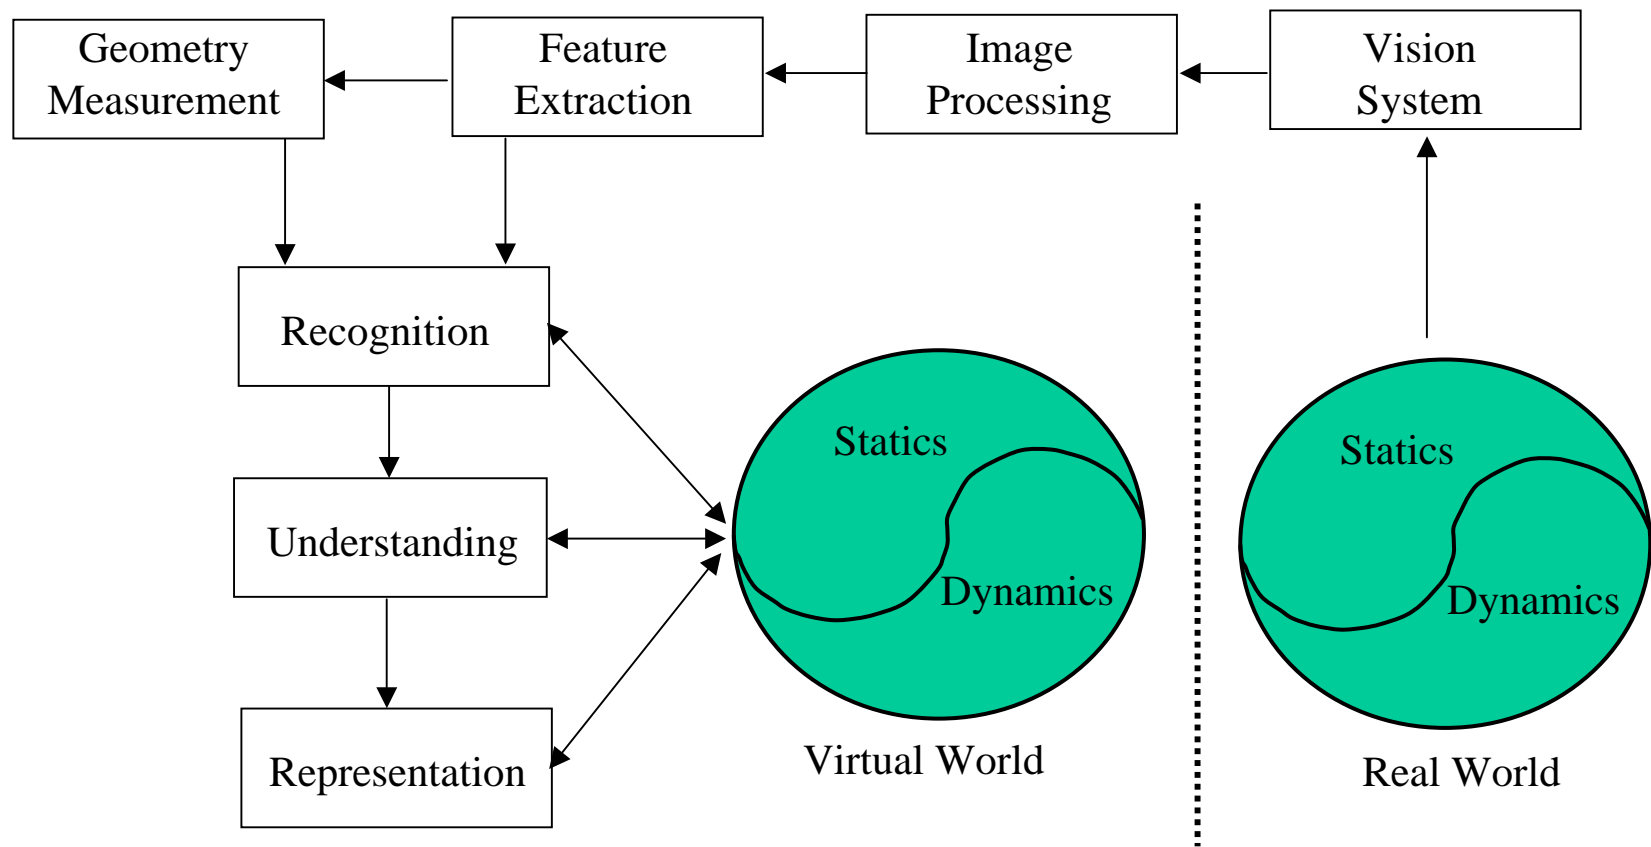 Geometry
Measurement
Feature
Extraction
Image
Processing
Vision
System
Recognition
Understanding
Representation
Statics
Dynamics
Virtual World
Statics
Dynamics
Real World